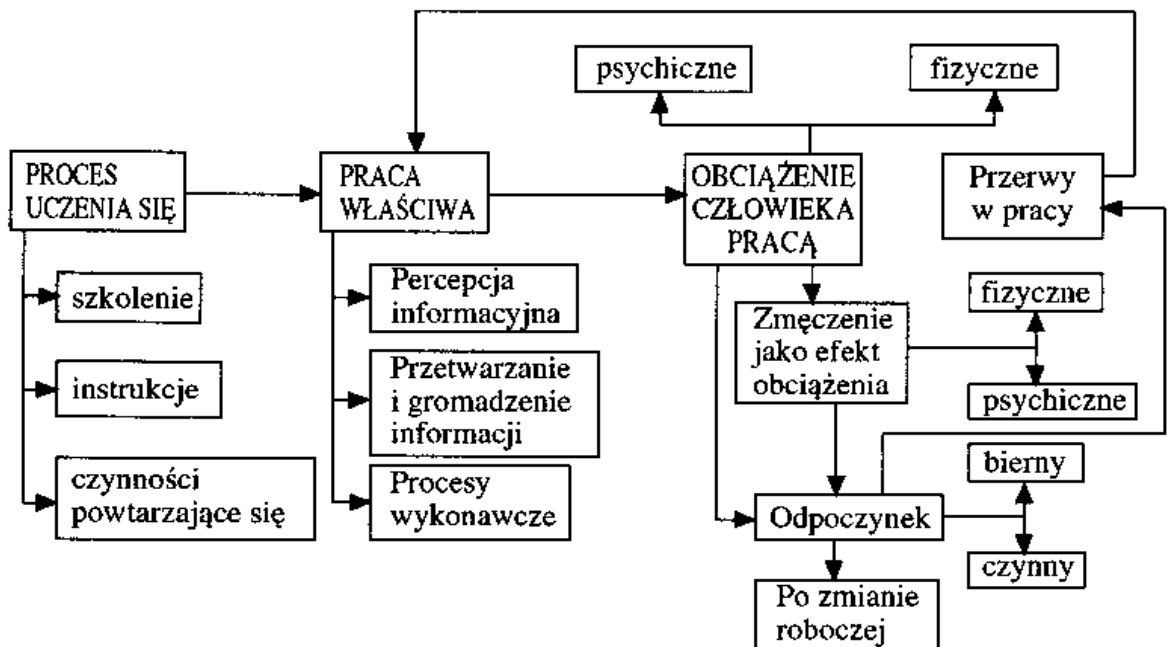 psychiczne
fizyczne
PROCES
UCZENIA SIĘ
PRACA
WŁAŚCIWA
OBCIĄŻENIE
CZŁOWIEKA
PRACĄ
Przerwy
w pracy
szkolenie
instrukcje
czynności
powtarzające się
Percepcja
informacyjna
Przetwarzanie
i gromadzenie
informacji
Procesy
wykonawcze
Zmęczenie
jako efekt
obciążenia
fizyczne
psychiczne
Odpoczynek
bierny
czynny
Po zmianie
roboczej